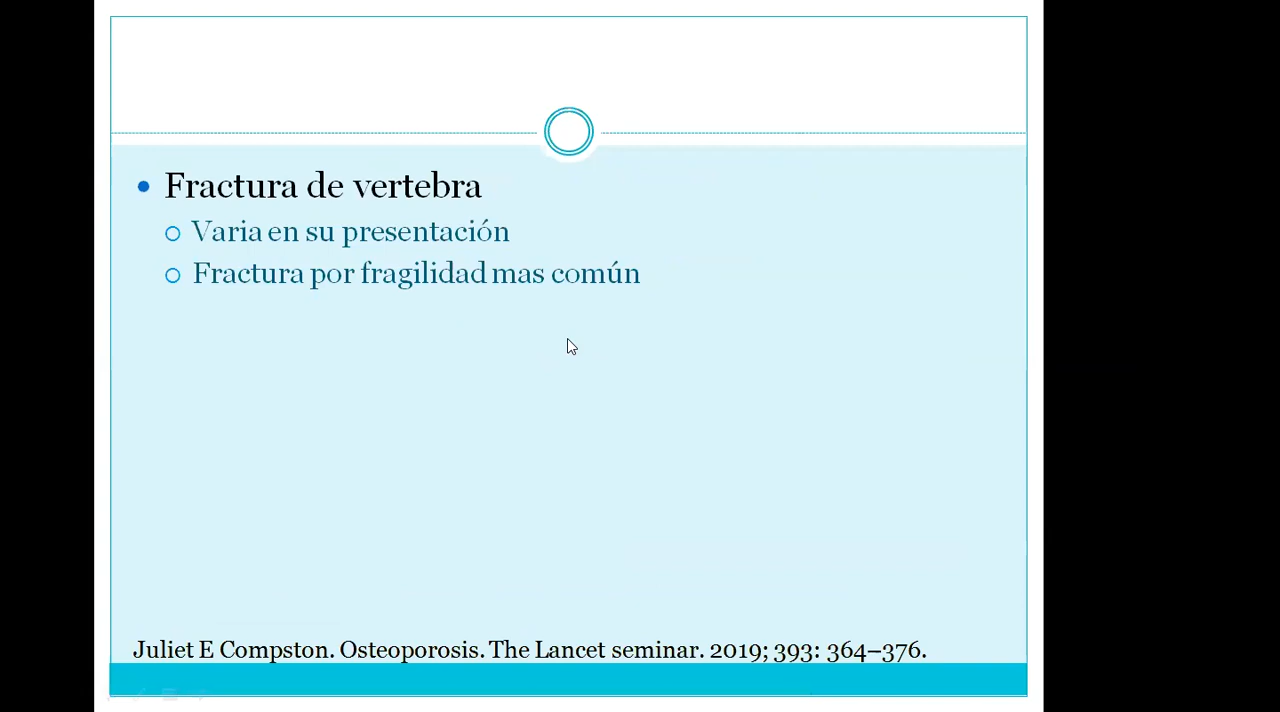 Fractura de vertebra
Varia en su presentación
Fractura por fragilidad mas común
Juliet E Compston. Osteoporosis. The Lancet seminar. 2019; 393: 364–376.